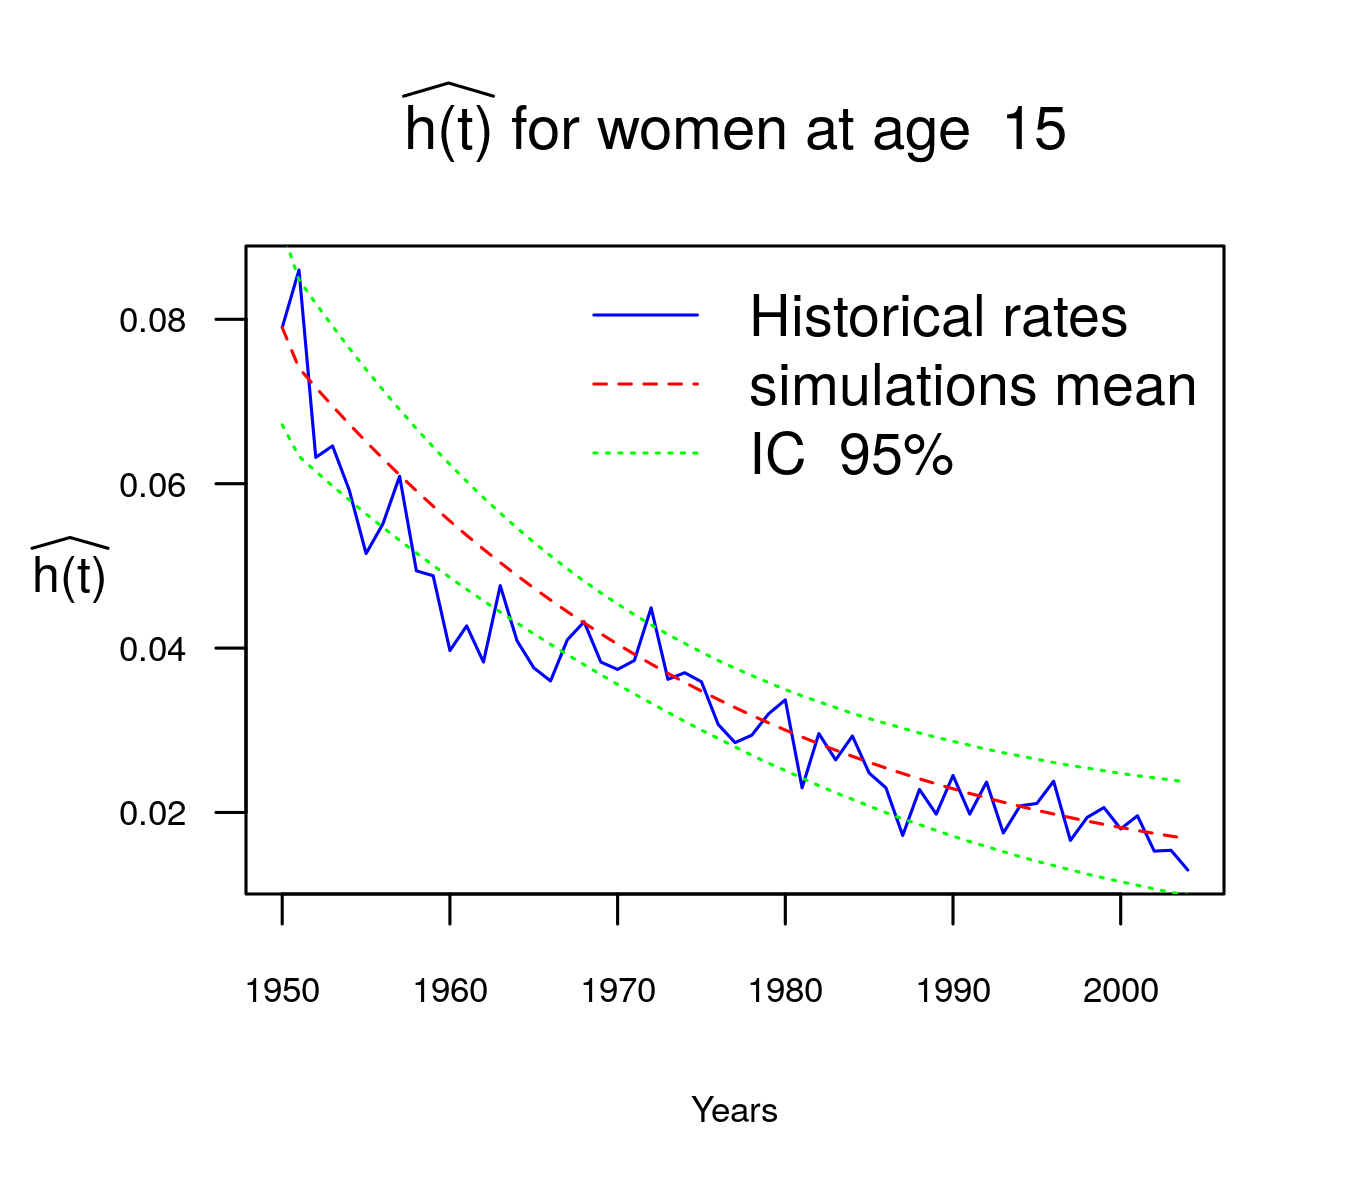 h(t) for women at age 15
Historical rates
simulations mean
IC 95%
0.08
0.06
0.04
0.02
h(t)
1950 1960 1970 1980 1990 2000
Years